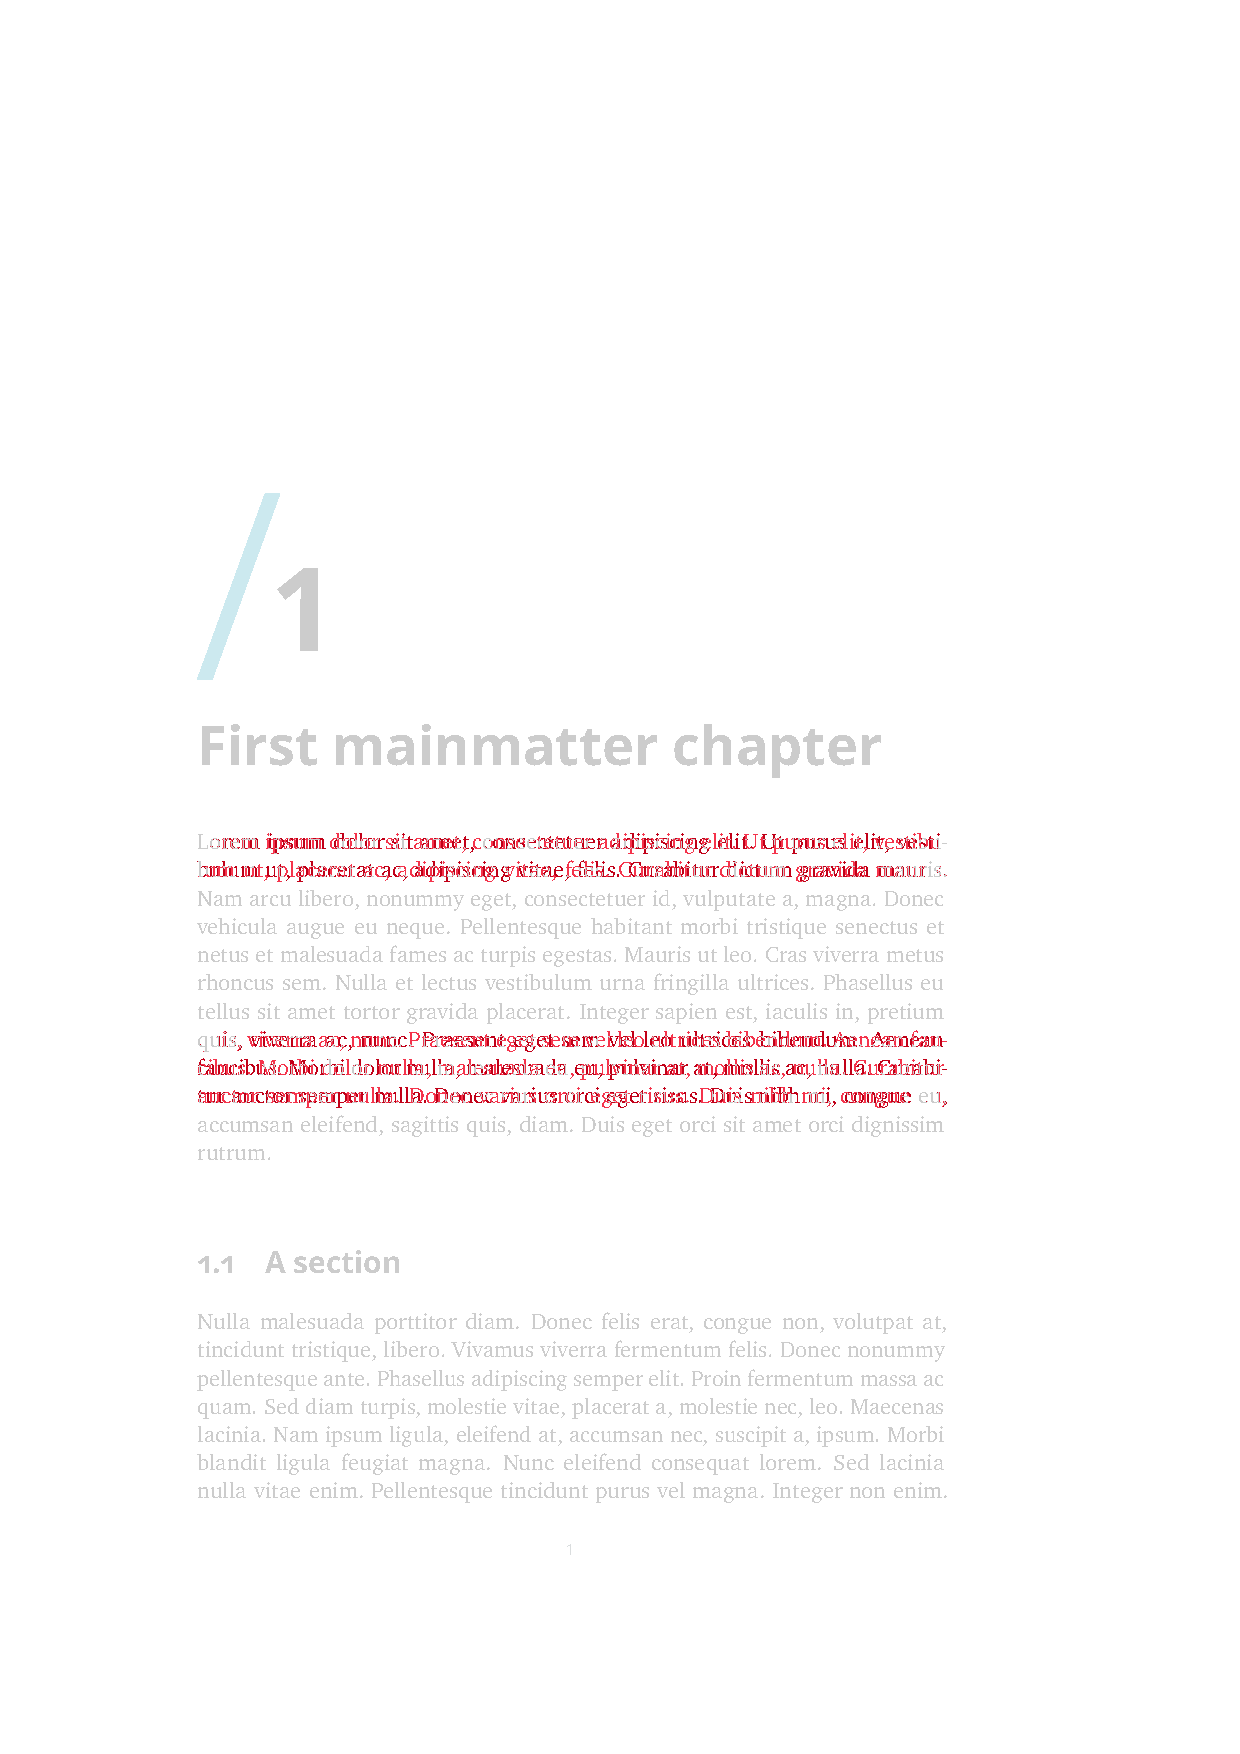 /1
First mainmatter chapter
Lorem ipsum dolor sit amet, consectetuer adipiscing elit. Ut purus elit, vesti-
bulum ut, placerat ac, adipiscing vitae, felis. Curabitur dictum gravida mauris.
Nam arcu libero, nonummy eget, consectetuer id, vulputate a, magna. Donec
vehicula augue eu neque. Pellentesque habitant morbi tristique senectus et
netus et malesuada fames ac turpis egestas. Mauris ut leo. Cras viverra metus
rhoncus sem. Nulla et lectus vestibulum urna fringilla ultrices. Phasellus eu
tellus sit amet tortor gravida placerat. Integer sapien est, iaculis in, pretium
quis, viverra ac, nunc. Praesent eget sem vel leo ultrices bibendum. Aenean fau-
cibus. Morbi dolor nulla, malesuada eu, pulvinar at, mollis ac, nulla. Curabi-
tur auctor semper nulla. Donec varius orci eget risus. Duis nibh mi, congue eu,
accumsan eleifend, sagittis quis, diam. Duis eget orci sit amet orci dignissim
rutrum.
1.1 A section
Nulla malesuada porttitor diam. Donec felis erat, congue non, volutpat at,
tincidunt tristique, libero. Vivamus viverra fermentum felis. Donec nonummy
pellentesque ante. Phasellus adipiscing semper elit. Proin fermentum massa ac
quam. Sed diam turpis, molestie vitae, placerat a, molestie nec, leo. Maecenas
lacinia. Nam ipsum ligula, eleifend at, accumsan nec, suscipit a, ipsum. Morbi
blandit ligula feugiat magna. Nunc eleifend consequat lorem. Sed lacinia
nulla vitae enim. Pellentesque tincidunt purus vel magna. Integer non enim.
1